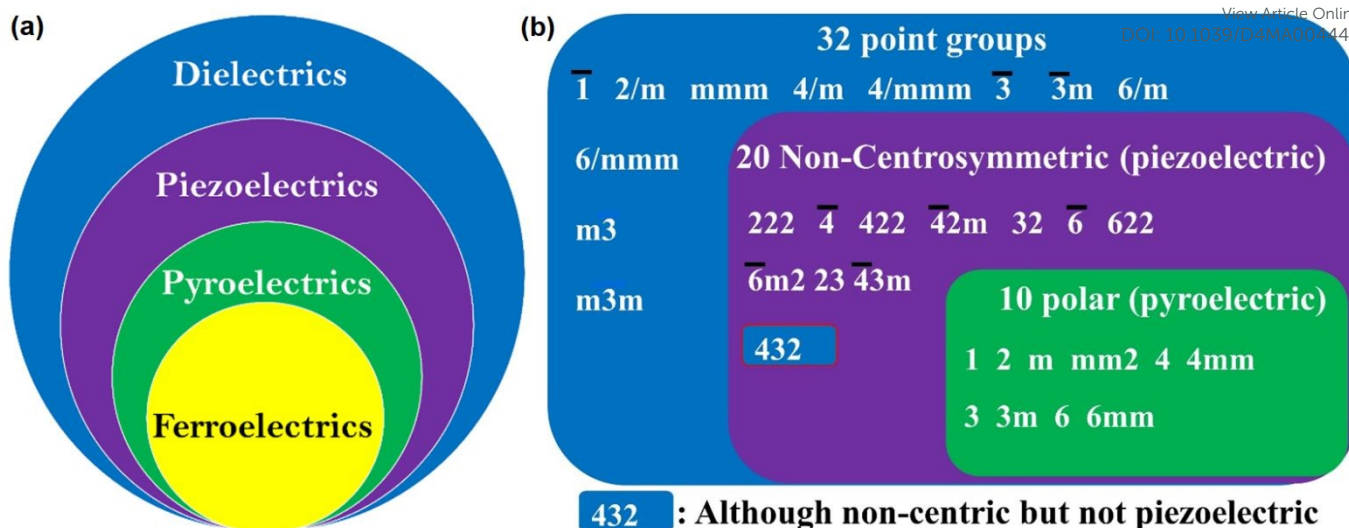 (a)
Dielectrics
Piezoelectrics
Pyroelectrics
Ferroelectrics
(b)
View Article Onlin
DOI: 10.1039/D4MA00444
32 point groups
1̅ 2/m mmm 4/m 4/mmm 3̅ 3̅m 6/m
6/mmm
m3
m3m
20 Non-Centrosymmetric (piezoelectric)
222 4̅ 422 4̅2m 32 6̅ 622
6̅m2 23 4̅3m
432
10 polar (pyroelectric)
1 2 m mm2 4 4mm
3 3m 6 6mm
432 : Although non-centric but not piezoelectric